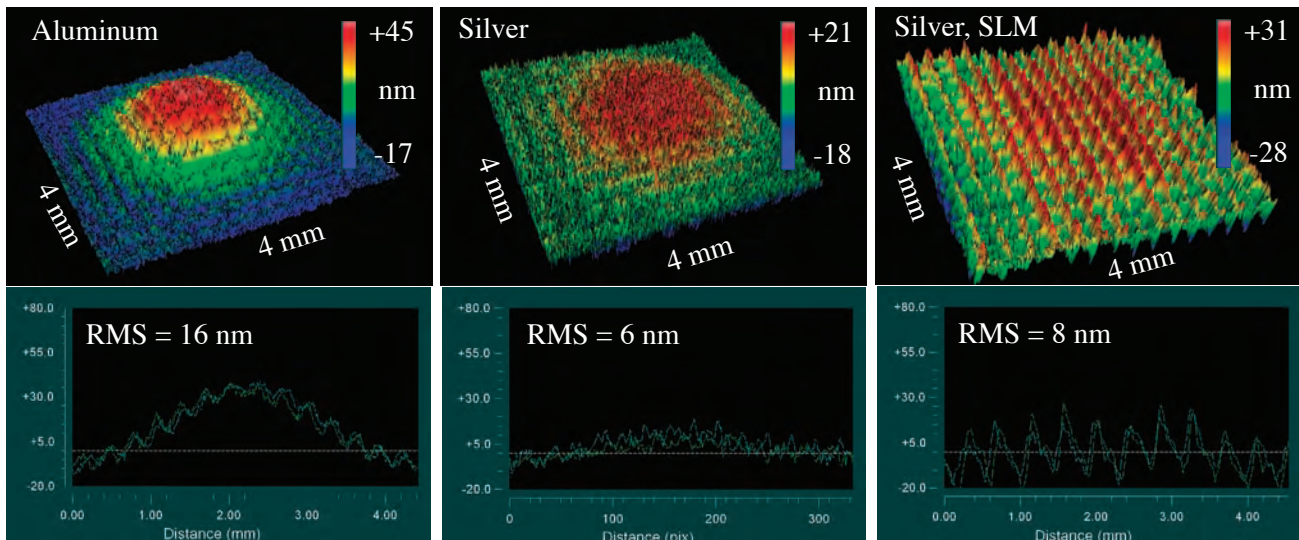 Aluminum
+45
nm
-17
4 mm
4 mm
Silver
+21
nm
-18
4 mm
4 mm
Silver, SLM
+31
nm
-28
4 mm
4 mm
RMS = 16 nm
+80.0
+55.0
+30.0
+5.0
-20.0
0.00 1.00 2.00 3.00 4.00
Distance (mm)
RMS = 6 nm
+80.0
+55.0
+30.0
+5.0
-20.0
0 100 200 300
Distance (pix)
RMS = 8 nm
+80.0
+55.0
+30.0
+5.0
-20.0
0.00 1.00 2.00 3.00 4.00
Distance (mm)